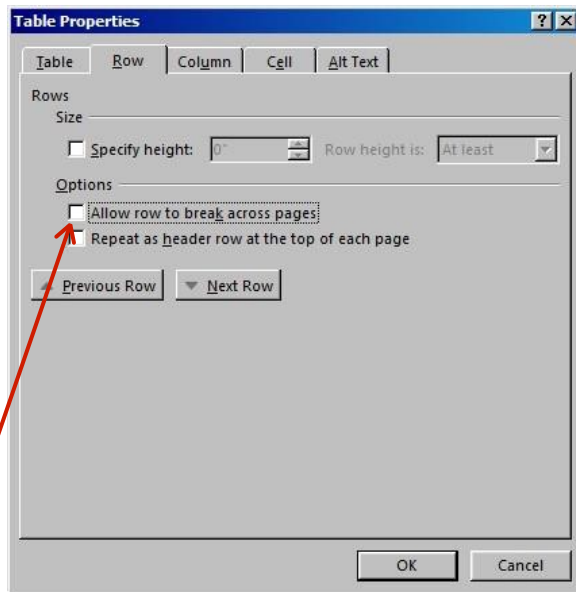 Table Properties
Table Row Column Cell Alt Text
Rows
Size
Specify height: 0" Row height is: At least
Options
Allow row to break across pages
Repeat as header row at the top of each page
Previous Row Next Row
OK Cancel